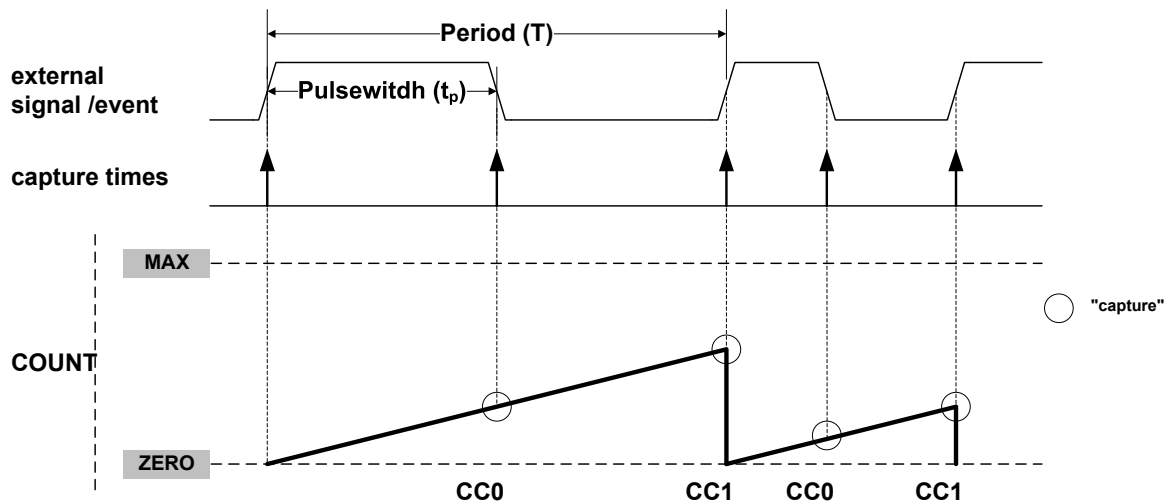 Period (T)
external
signal /event
Pulsewitdh (tp)
capture times
MAX
"capture"
COUNT
ZERO
CC0 CC1 CC0 CC1